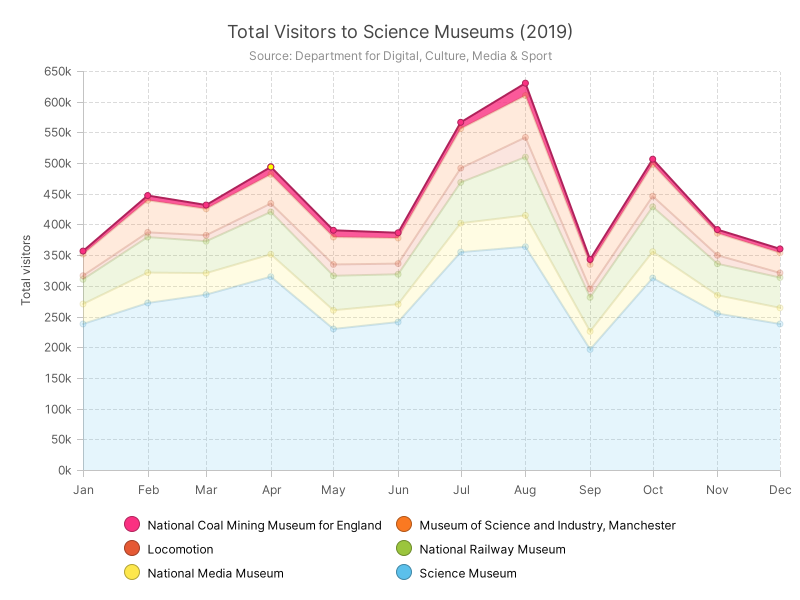 Total Visitors to Science Museums (2019)
Source: Department for Digital, Culture, Media & Sport
650k
600k
550k
500k
450k
400k
350k
300k
250k
200k
150k
100k
50k
0k
Total visitors
Jan Feb Mar Apr May Jun Jul Aug Sep Oct Nov Dec
National Coal Mining Museum for England Museum of Science and Industry, Manchester
Locomotion National Railway Museum
National Media Museum Science Museum